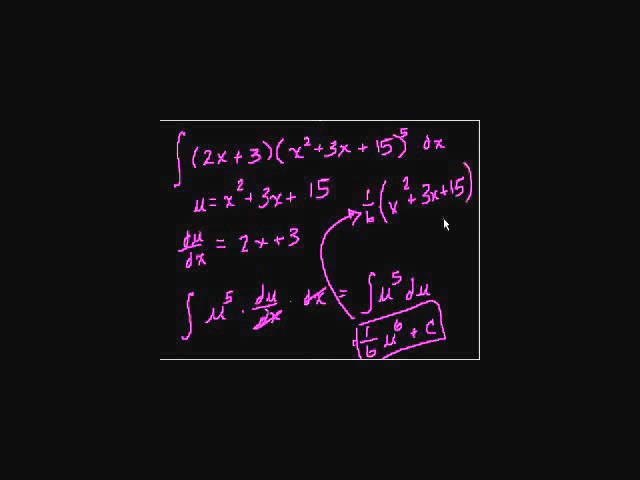 ∫ (2x + 3)(x² + 3x + 15)⁵ dx
u = x² + 3x + 15
1/6 (x² + 3x + 15)
du/dx = 2x + 3
∫ u⁵ · du/dx · dx = ∫ u⁵ du
1/6 u⁶ + C